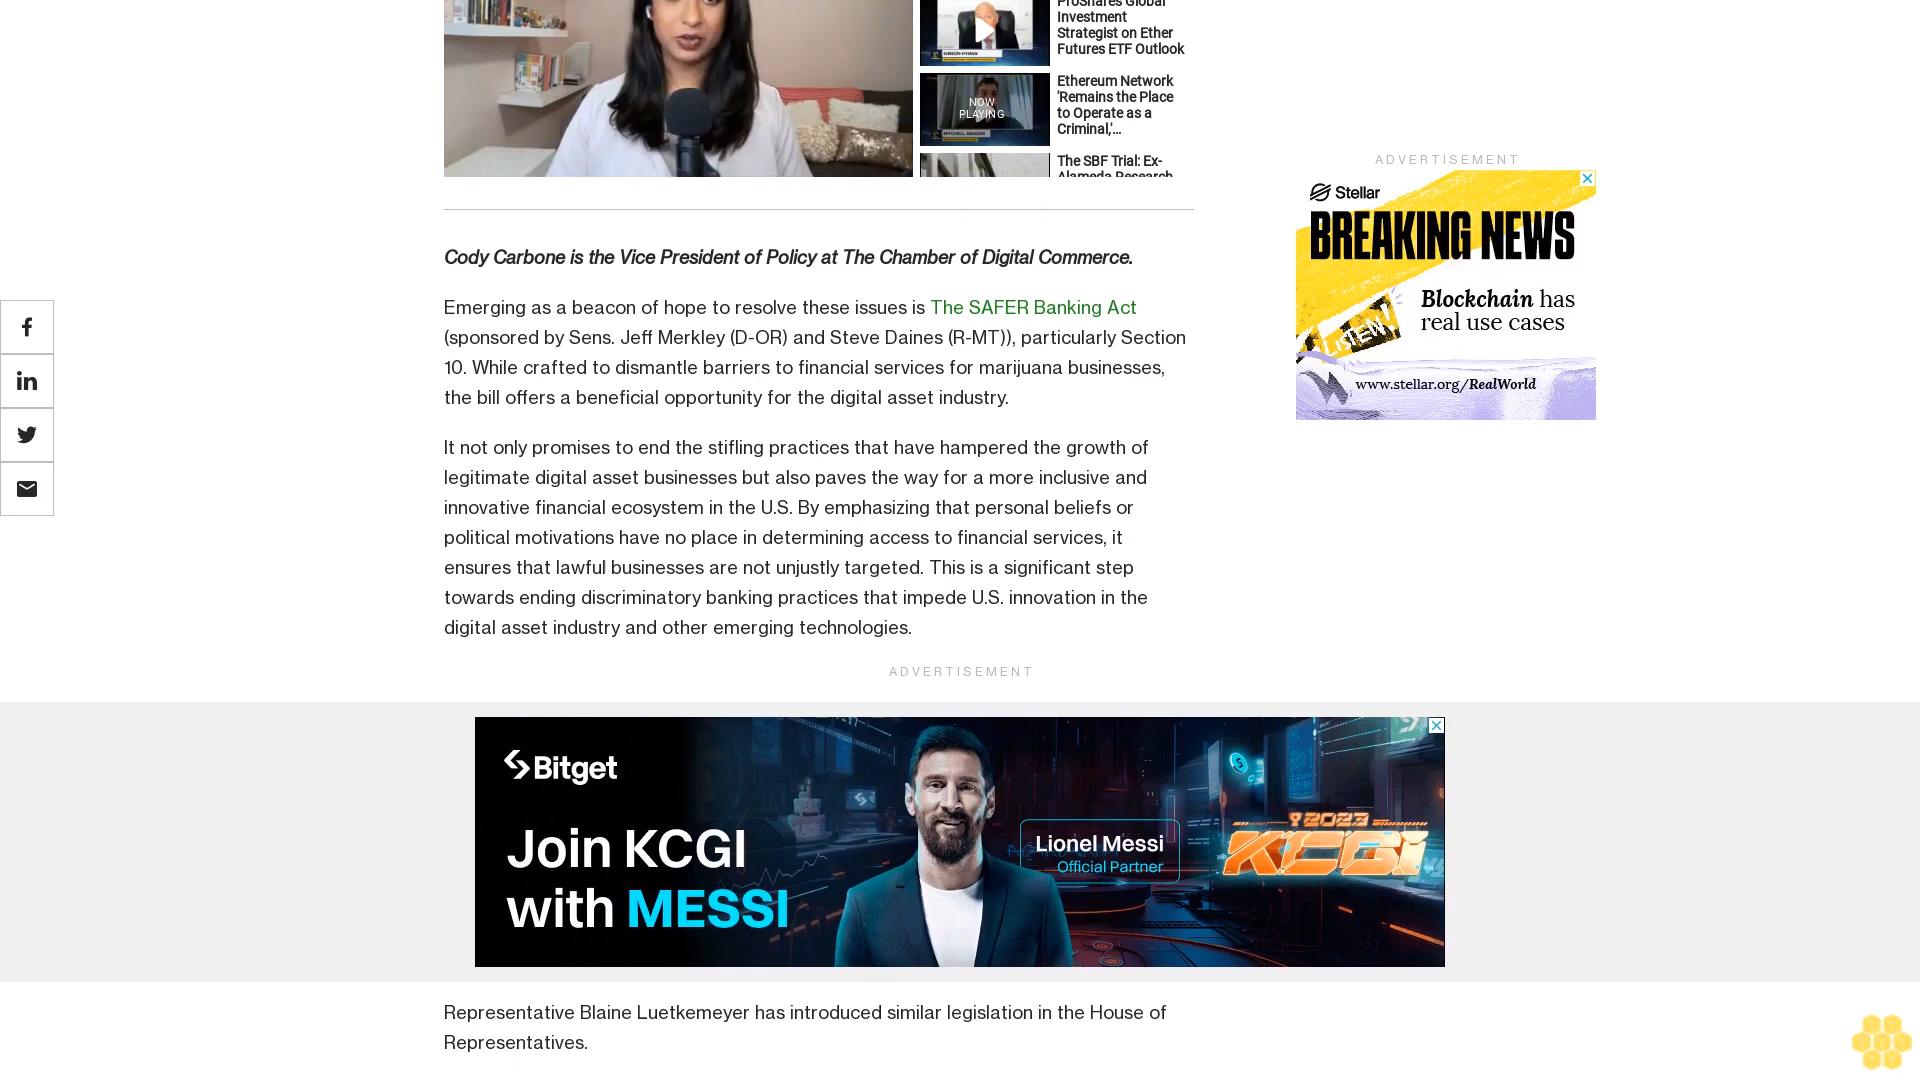 ProShares Global
Investment
Strategist on Ether
Futures ETF Outlook
SIMEON HYMAN
Ethereum Network
'Remains the Place
to Operate as a
Criminal,'...
NOW
PLAYING
MITCHELL AMADOR
The SBF Trial: Ex-
Alameda Research
ADVERTISEMENT
Stellar
BREAKING NEWS
Blockchain has
real use cases
LISTEN!
www.stellar.org/RealWorld
Cody Carbone is the Vice President of Policy at The Chamber of Digital Commerce.
Emerging as a beacon of hope to resolve these issues is The SAFER Banking Act
(sponsored by Sens. Jeff Merkley (D-OR) and Steve Daines (R-MT)), particularly Section
10. While crafted to dismantle barriers to financial services for marijuana businesses,
the bill offers a beneficial opportunity for the digital asset industry.
It not only promises to end the stifling practices that have hampered the growth of
legitimate digital asset businesses but also paves the way for a more inclusive and
innovative financial ecosystem in the U.S. By emphasizing that personal beliefs or
political motivations have no place in determining access to financial services, it
ensures that lawful businesses are not unjustly targeted. This is a significant step
towards ending discriminatory banking practices that impede U.S. innovation in the
digital asset industry and other emerging technologies.
ADVERTISEMENT
Bitget
Join KCGI
with MESSI
Lionel Messi
Official Partner
2023
KCGI
Representative Blaine Luetkemeyer has introduced similar legislation in the House of
Representatives.